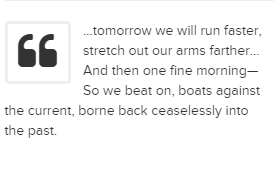 ...tomorrow we will run faster,
stretch out our arms farther...
And then one fine morning—
So we beat on, boats against
the current, borne back ceaselessly into
the past.